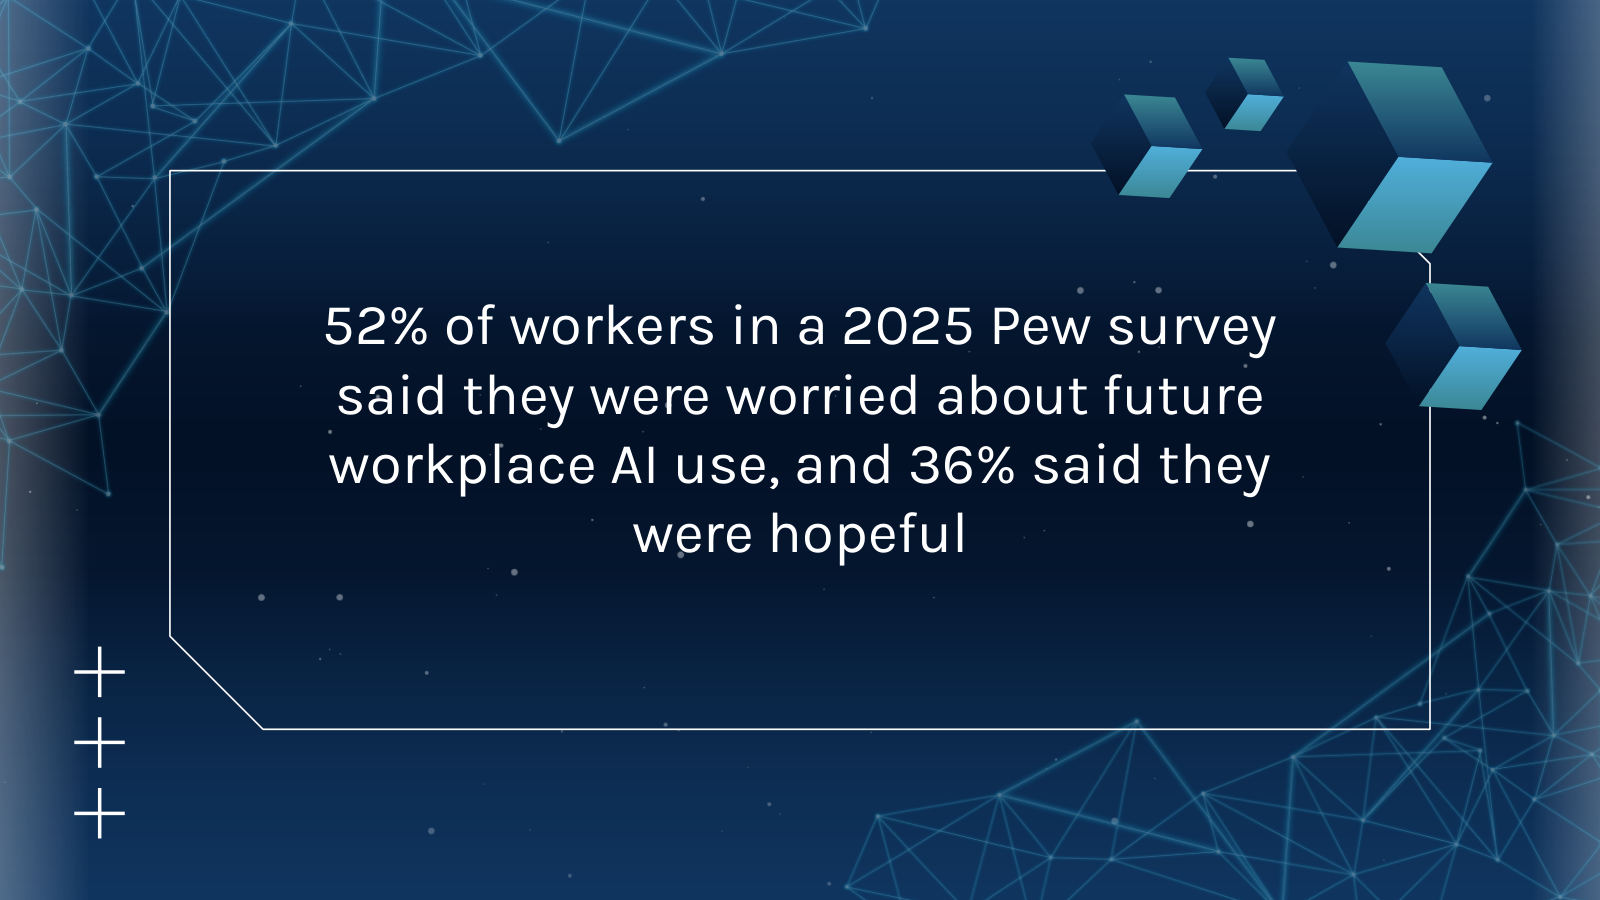 52% of workers in a 2025 Pew survey
said they were worried about future
workplace AI use, and 36% said they
were hopeful